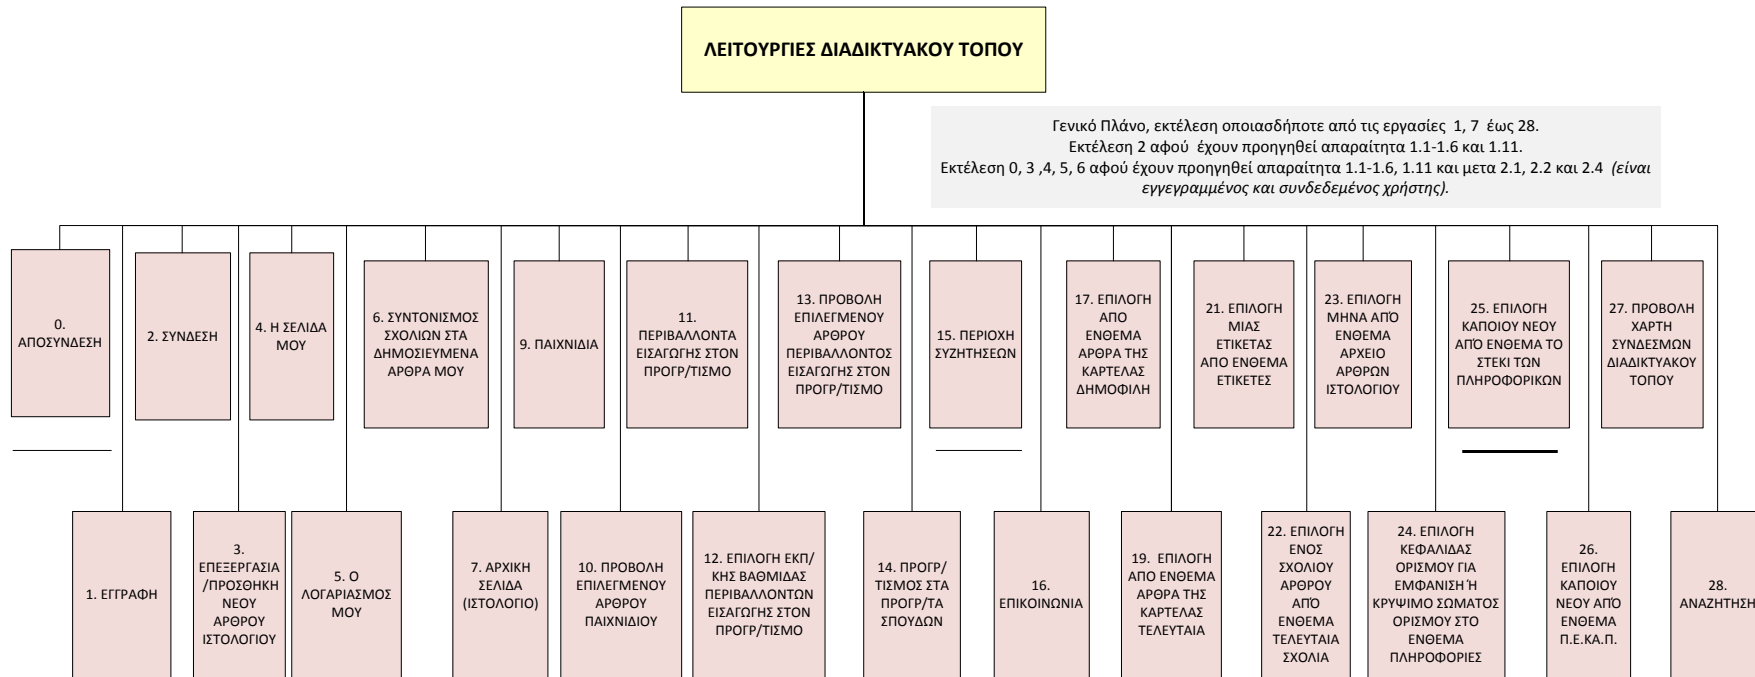 ΛΕΙΤΟΥΡΓΙΕΣ ΔΙΑΔΙΚΤΥΑΚΟΥ ΤΟΠΟΥ
Γενικό Πλάνο, εκτέλεση οποιασδήποτε από τις εργασίες 1, 7 έως 28.
Εκτέλεση 2 αφού έχουν προηγηθεί απαραίτητα 1.1-1.6 και 1.11.
Εκτέλεση 0, 3 ,4, 5, 6 αφού έχουν προηγηθεί απαραίτητα 1.1-1.6, 1.11 και μετα 2.1, 2.2 και 2.4 (είναι
εγγεγραμμένος και συνδεδεμένος χρήστης).
0.
ΑΠΟΣΥΝΔΕΣΗ
2. ΣΥΝΔΕΣΗ
4. Η ΣΕΛΙΔΑ
ΜΟΥ
6. ΣΥΝΤΟΝΙΣΜΟΣ
ΣΧΟΛΙΩΝ ΣΤΑ
ΔΗΜΟΣΙΕΥΜΕΝΑ
ΑΡΘΡΑ ΜΟΥ
9. ΠΑΙΧΝΙΔΙΑ
11.
ΠΕΡΙΒΑΛΛΟΝΤΑ
ΕΙΣΑΓΩΓΗΣ ΣΤΟΝ
ΠΡΟΓΡ/ΤΙΣΜΟ
13. ΠΡΟΒΟΛΗ
ΕΠΙΛΕΓΜΕΝΟΥ
ΑΡΘΡΟΥ
ΠΕΡΙΒΑΛΛΟΝΤΟΣ
ΕΙΣΑΓΩΓΗΣ ΣΤΟΝ
ΠΡΟΓΡ/ΤΙΣΜΟ
15. ΠΕΡΙΟΧΗ
ΣΥΖΗΤΗΣΕΩΝ
17. ΕΠΙΛΟΓΗ
ΑΠΟ
ΕΝΘΕΜΑ
ΑΡΘΡΑ ΤΗΣ
ΚΑΡΤΕΛΑΣ
ΔΗΜΟΦΙΛΗ
21. ΕΠΙΛΟΓΗ
ΜΙΑΣ
ΕΤΙΚΕΤΑΣ
ΑΠΟ ΕΝΘΕΜΑ
ΕΤΙΚΕΤΕΣ
23. ΕΠΙΛΟΓΗ
ΜΗΝΑ ΑΠΌ
ΕΝΘΕΜΑ
ΑΡΧΕΙΟ
ΑΡΘΡΩΝ
ΙΣΤΟΛΟΓΙΟΥ
25. ΕΠΙΛΟΓΗ
ΚΑΠΟΙΟΥ ΝΕΟΥ
ΑΠΌ ΕΝΘΕΜΑ ΤΟ
ΣΤΕΚΙ ΤΩΝ
ΠΛΗΡΟΦΟΡΙΚΩΝ
27. ΠΡΟΒΟΛΗ
ΧΑΡΤΗ
ΣΥΝΔΕΣΜΩΝ
ΔΙΑΔΙΚΤΥΑΚΟΥ
ΤΟΠΟΥ
1. ΕΓΓΡΑΦΗ
3.
ΕΠΕΞΕΡΓΑΣΙΑ
/ΠΡΟΣΘΗΚΗ
ΝΕΟΥ
ΑΡΘΡΟΥ
ΙΣΤΟΛΟΓΙΟΥ
5. Ο
ΛΟΓΑΡΙΑΣΜΟΣ
ΜΟΥ
7. ΑΡΧΙΚΗ
ΣΕΛΙΔΑ
(ΙΣΤΟΛΟΓΙΟ)
10. ΠΡΟΒΟΛΗ
ΕΠΙΛΕΓΜΕΝΟΥ
ΑΡΘΡΟΥ
ΠΑΙΧΝΙΔΙΟΥ
12. ΕΠΙΛΟΓΗ ΕΚΠ/
ΚΗΣ ΒΑΘΜΙΔΑΣ
ΠΕΡΙΒΑΛΛΟΝΤΩΝ
ΕΙΣΑΓΩΓΗΣ ΣΤΟΝ
ΠΡΟΓΡ/ΤΙΣΜΟ
14. ΠΡΟΓΡ/
ΤΙΣΜΟΣ ΣΤΑ
ΠΡΟΓΡ/ΤΑ
ΣΠΟΥΔΩΝ
16.
ΕΠΙΚΟΙΝΩΝΙΑ
19. ΕΠΙΛΟΓΗ
ΑΠΟ ΕΝΘΕΜΑ
ΑΡΘΡΑ ΤΗΣ
ΚΑΡΤΕΛΑΣ
ΤΕΛΕΥΤΑΙΑ
22. ΕΠΙΛΟΓΗ
ΕΝΟΣ
ΣΧΟΛΙΟΥ
ΑΡΘΡΟΥ
ΑΠΌ
ΕΝΘΕΜΑ
ΤΕΛΕΥΤΑΙΑ
ΣΧΟΛΙΑ
24. ΕΠΙΛΟΓΗ
ΚΕΦΑΛΙΔΑΣ
ΟΡΙΣΜΟΥ ΓΙΑ
ΕΜΦΑΝΙΣΗ Ή
ΚΡΥΨΙΜΟ ΣΩΜΑΤΟΣ
ΟΡΙΣΜΟΥ ΣΤΟ
ΕΝΘΕΜΑ
ΠΛΗΡΟΦΟΡΙΕΣ
26.
ΕΠΙΛΟΓΗ
ΚΑΠΟΙΟΥ
ΝΕΟΥ ΑΠΌ
ΕΝΘΕΜΑ
Π.Ε.ΚΑ.Π.
28.
ΑΝΑΖΗΤΗΣΗ